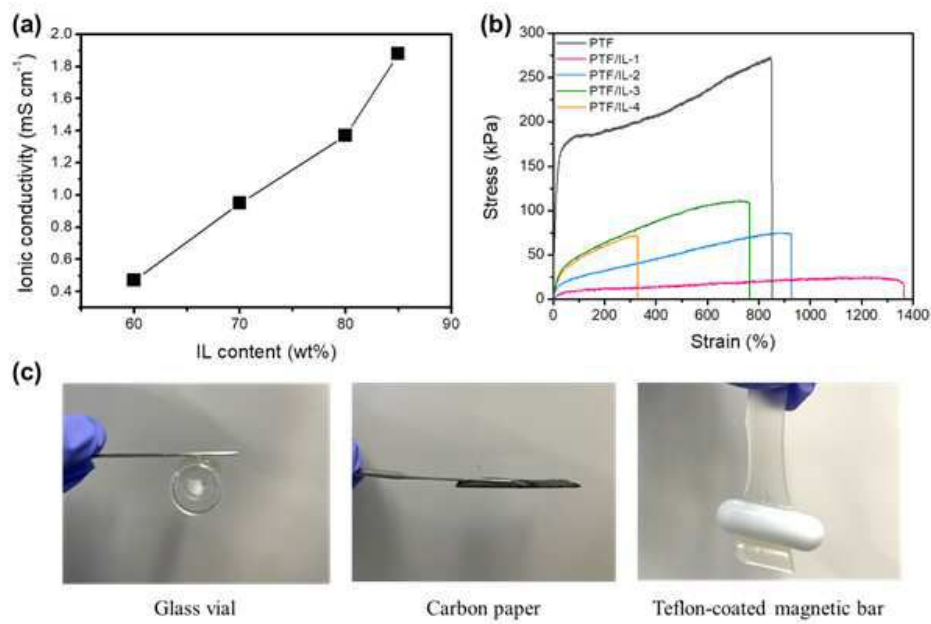 (a)
2.0
1.8
1.6
1.4
1.2
1.0
0.8
0.6
0.4
Ionic conductivity (mS cm⁻¹)
60 70 80 90
IL content (wt%)
(b)
300
250
200
150
100
50
0
Stress (kPa)
PTF
PTF/IL-1
PTF/IL-2
PTF/IL-3
PTF/IL-4
0 200 400 600 800 1000 1200 1400
Strain (%)
(c)
Glass vial
Carbon paper
Teflon-coated magnetic bar